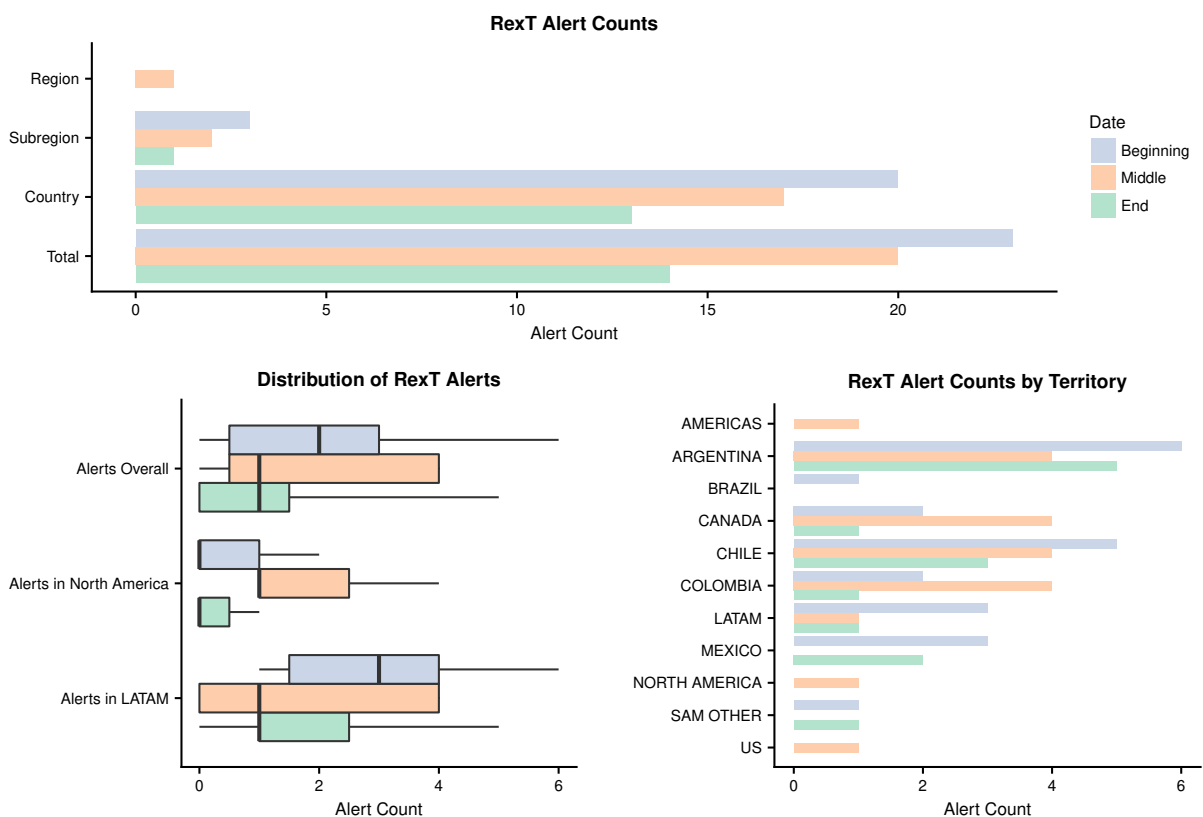 RexT Alert Counts
Region
Subregion
Country
Total
0 5 10 15 20
Alert Count
Date
Beginning
Middle
End
Distribution of RexT Alerts
Alerts Overall
Alerts in North America
Alerts in LATAM
0 2 4 6
Alert Count
RexT Alert Counts by Territory
AMERICAS
ARGENTINA
BRAZIL
CANADA
CHILE
COLOMBIA
LATAM
MEXICO
NORTH AMERICA
SAM OTHER
US
0 2 4 6
Alert Count